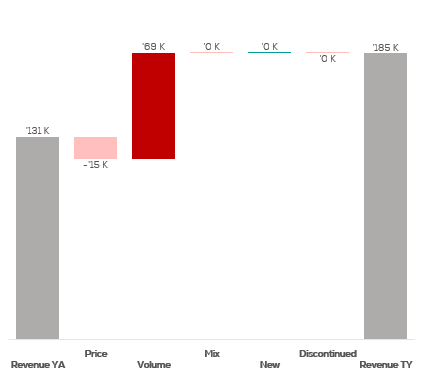 '69 K
'0 K
'0 K
'185 K
'0 K
'131 K
-'15 K
Price
Mix
Discontinued
Revenue YA
Volume
New
Revenue TY